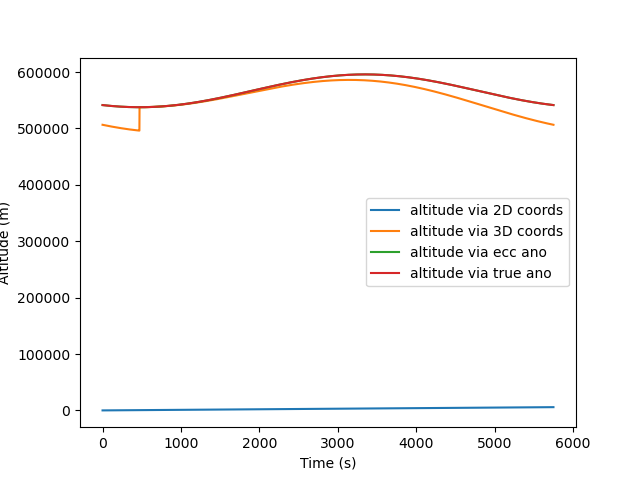 600000
500000
400000
300000
200000
100000
0
Altitude (m)
altitude via 2D coords
altitude via 3D coords
altitude via ecc ano
altitude via true ano
0 1000 2000 3000 4000 5000 6000
Time (s)